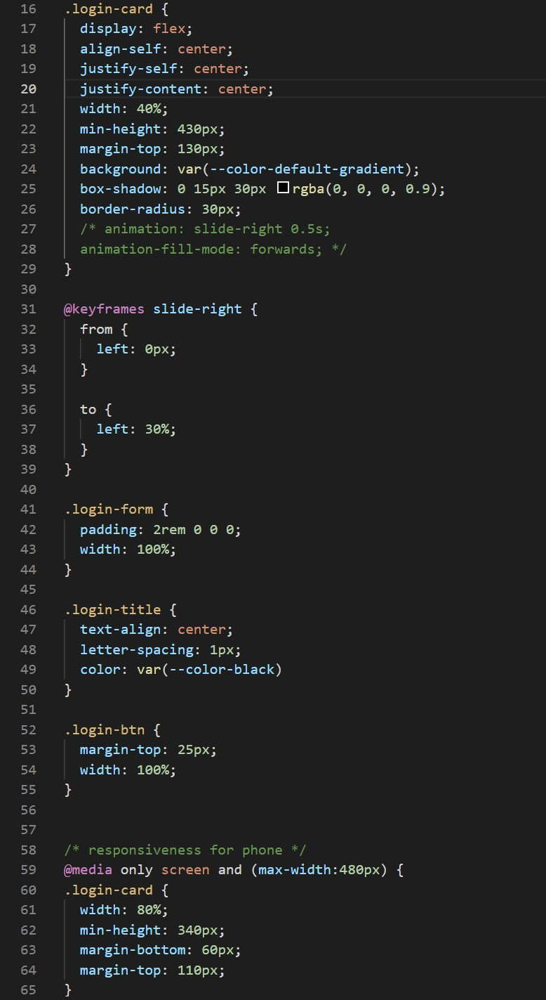 16 .login-card {
17 display: flex;
18 align-self: center;
19 justify-self: center;
20 justify-content: center;
21 width: 40%;
22 min-height: 430px;
23 margin-top: 130px;
24 background: var(--color-default-gradient);
25 box-shadow: 0 15px 30px rgba(0, 0, 0, 0.9);
26 border-radius: 30px;
27 /* animation: slide-right 0.5s;
28 animation-fill-mode: forwards; */
29 }
30
31 @keyframes slide-right {
32 from {
33 left: 0px;
34 }
35
36 to {
37 left: 30%;
38 }
39 }
40
41 .login-form {
42 padding: 2rem 0 0 0;
43 width: 100%;
44 }
45
46 .login-title {
47 text-align: center;
48 letter-spacing: 1px;
49 color: var(--color-black)
50 }
51
52 .login-btn {
53 margin-top: 25px;
54 width: 100%;
55 }
56
57
58 /* responsiveness for phone */
59 @media only screen and (max-width:480px) {
60 .login-card {
61 width: 80%;
62 min-height: 340px;
63 margin-bottom: 60px;
64 margin-top: 110px;
65 }